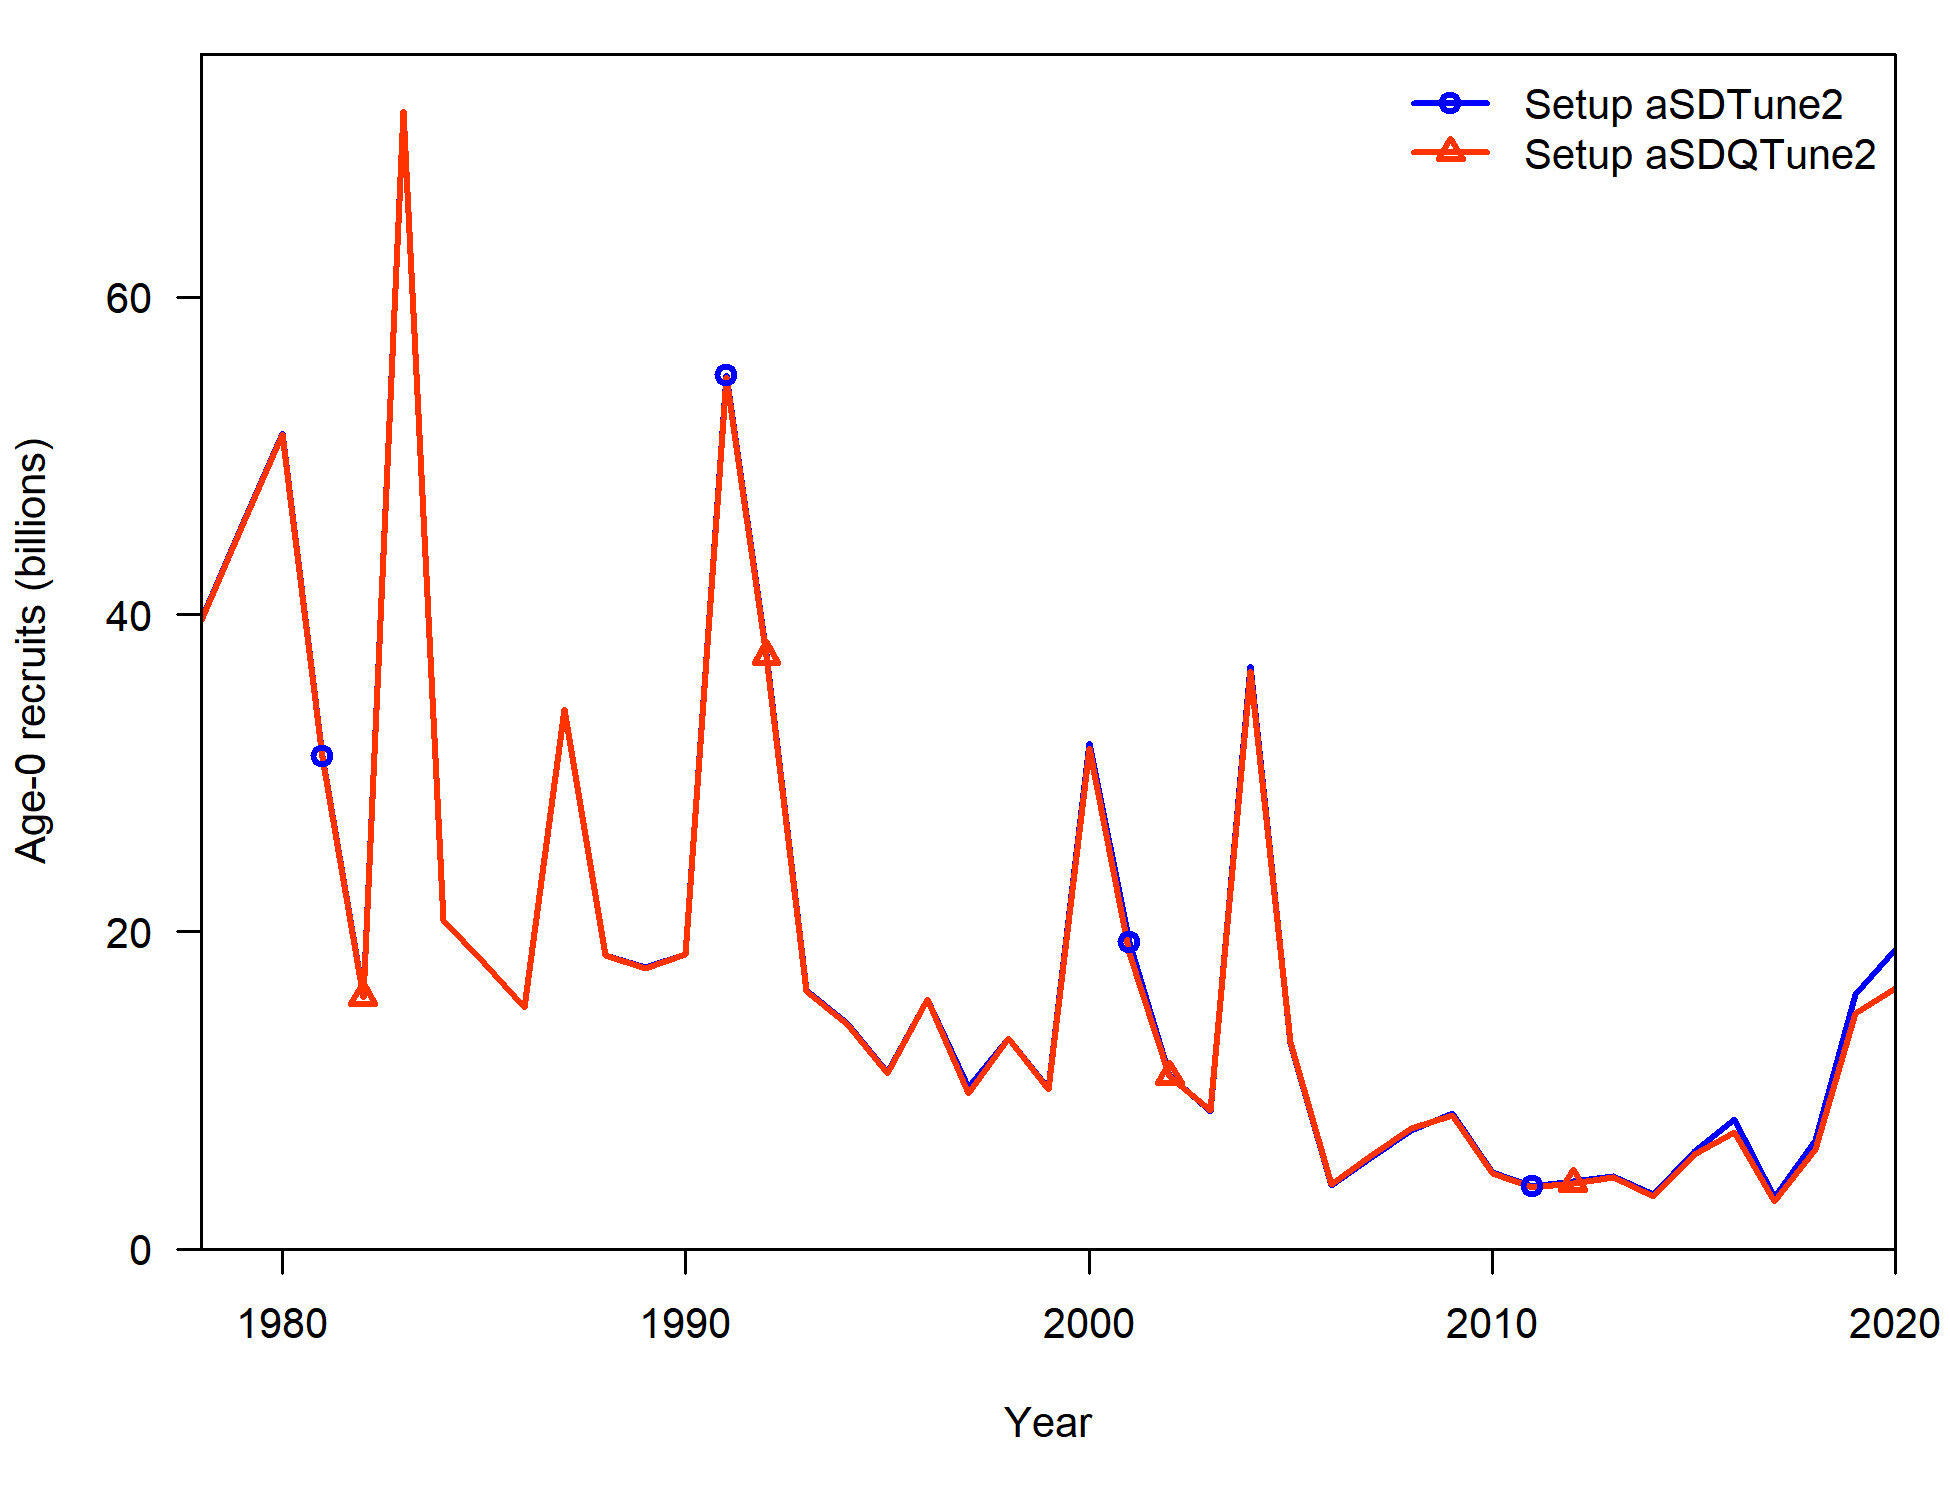 Setup aSDTune2
Setup aSDQTune2
Age-0 recruits (billions)
60
40
20
0
1980 1990 2000 2010 2020
Year